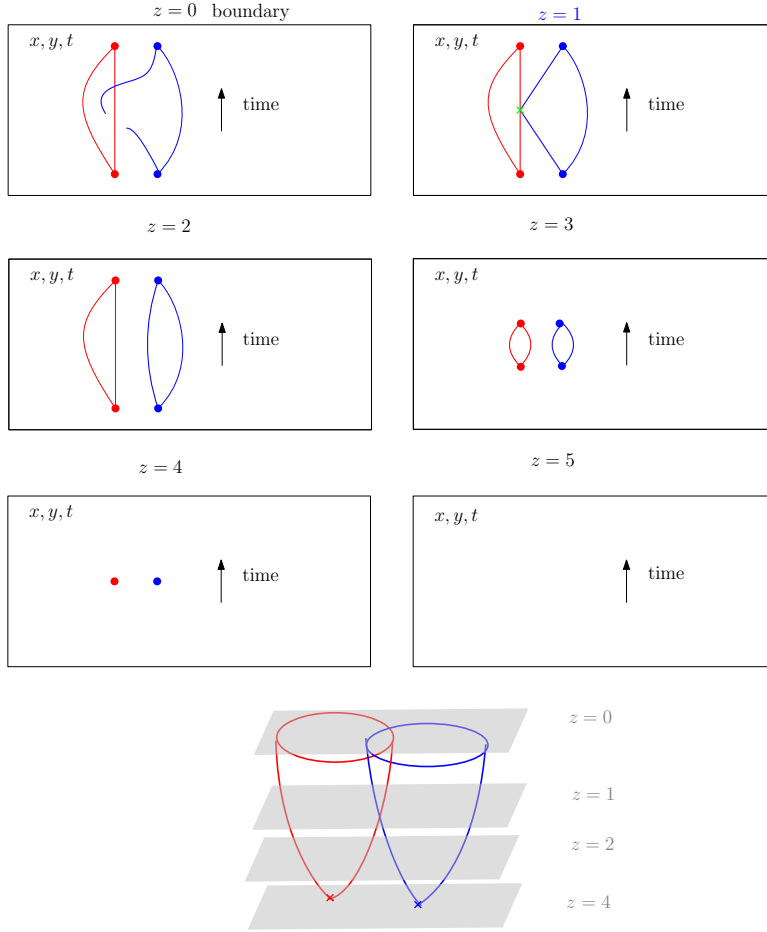 z = 0 boundary
z = 1
x, y, t
time
x, y, t
time
z = 2
z = 3
x, y, t
time
x, y, t
time
z = 4
z = 5
x, y, t
time
x, y, t
time
z = 0
z = 1
z = 2
z = 4